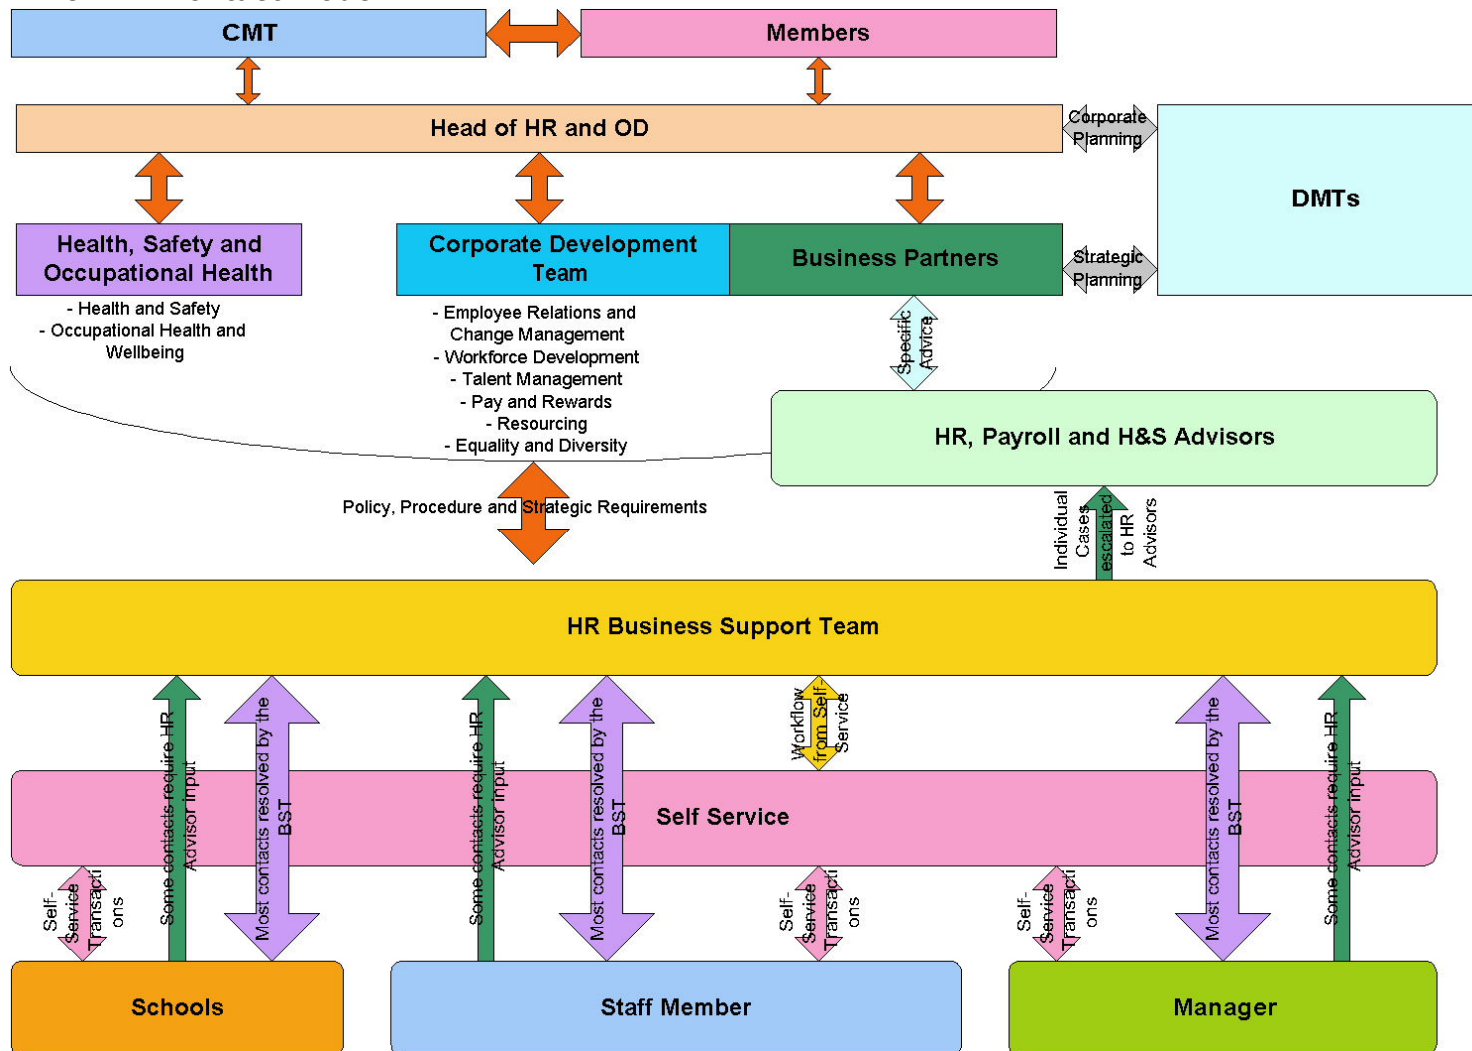 CMT
Members
Head of HR and OD
Corporate
Planning
DMTs
Health, Safety and
Occupational Health
Corporate Development
Team
Business Partners
Strategic
Planning
- Health and Safety
- Occupational Health and
Wellbeing
- Employee Relations and
Change Management
- Workforce Development
- Talent Management
- Pay and Rewards
- Resourcing
- Equality and Diversity
Specific
Advice
HR, Payroll and H&S Advisors
Policy, Procedure and Strategic Requirements
Individual
Cases
escalated
to HR
Advisors
HR Business Support Team
Some contacts require HR
Advisor input
Most contacts resolved by the
BST
Some contacts require HR
Advisor input
Most contacts resolved by the
BST
Workflow
from Self-
Service
Most contacts resolved by the
BST
Some contacts require HR
Advisor input
Self Service
Self-
Service
Transacti
ons
Self-
Service
Transacti
ons
Self-
Service
Transacti
ons
Schools
Staff Member
Manager